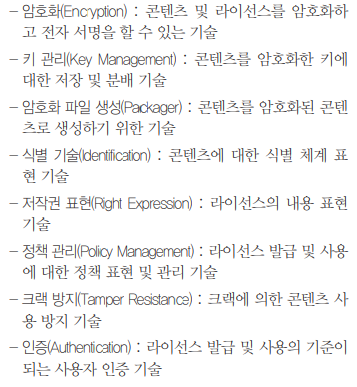 – 암호화(Encryption) : 콘텐츠 및 라이선스를 암호화하
고 전자 서명을 할 수 있는 기술
– 키 관리(Key Management) : 콘텐츠를 암호화한 키에
대한 저장 및 분배 기술
– 암호화 파일 생성(Packager) : 콘텐츠를 암호화된 콘텐
츠로 생성하기 위한 기술
– 식별 기술(Identification) : 콘텐츠에 대한 식별 체계 표
현 기술
– 저작권 표현(Right Expression) : 라이선스의 내용 표현
기술
– 정책 관리(Policy Management) : 라이선스 발급 및 사용
에 대한 정책 표현 및 관리 기술
– 크랙 방지(Tamper Resistance) : 크랙에 의한 콘텐츠 사
용 방지 기술
– 인증(Authentication) : 라이선스 발급 및 사용의 기준이
되는 사용자 인증 기술